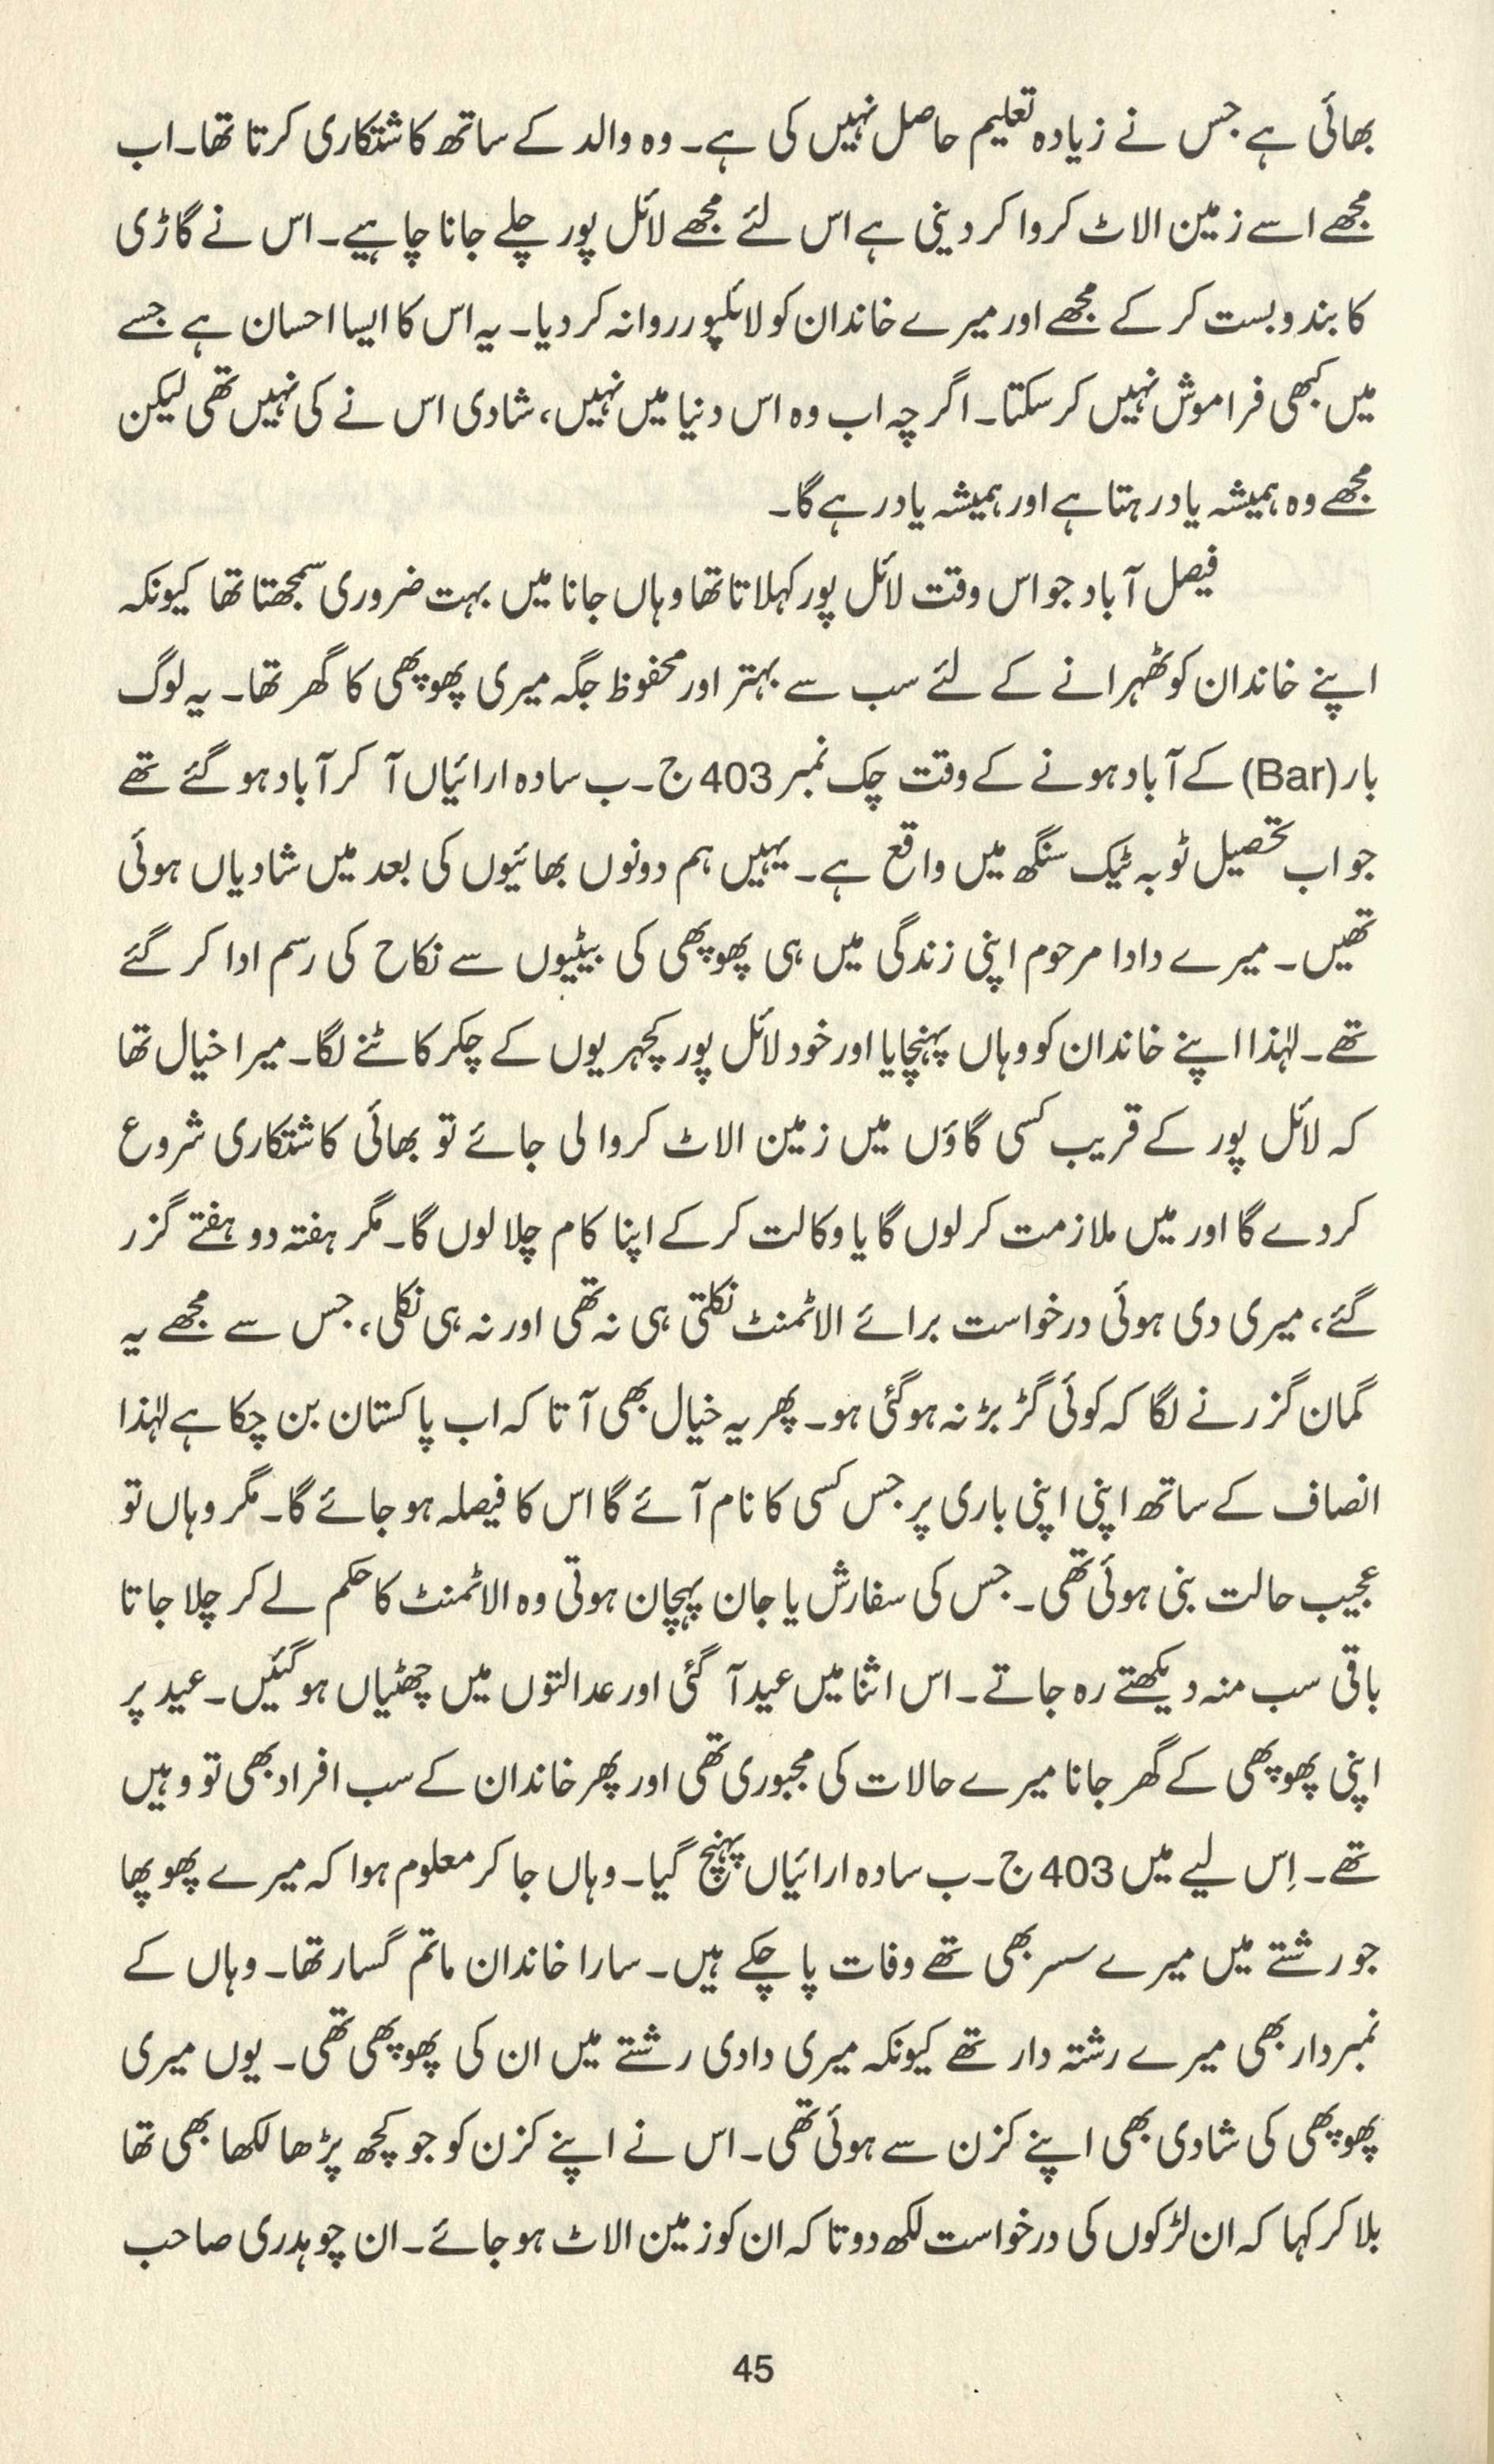 بھائی ہے جس نے زیادہ تعلیم حاصل نہیں کی ہے۔ وہ والد کے ساتھ کاشتکاری کرتا تھا۔ اب
مجھے اسے زمین الاٹ کروا کر دینی ہے اس لئے مجھے لائل پور چلے جانا چاہیے۔ اس نے گاڑی
کا بندوبست کر کے مجھے اور میرے خاندان کو لائلپور روانہ کر دیا۔ یہ اس کا ایسا احسان ہے جسے
میں کبھی فراموش نہیں کر سکتا۔ اگرچہ اب وہ اس دنیا میں نہیں، شادی اس نے کی نہیں تھی لیکن
مجھے وہ ہمیشہ یاد رہتا ہے اور ہمیشہ یاد رہے گا۔
فیصل آباد جو اس وقت لائل پور کہلاتا تھا وہاں جانا میں بہت ضروری سمجھتا تھا کیونکہ
اپنے خاندان کو ٹھہرانے کے لئے سب سے بہتر اور محفوظ جگہ میری پھوپھی کا گھر تھا۔ یہ لوگ
بار (Bar) کے آباد ہونے کے وقت چک نمبر 403 ج۔ب سادہ ارائیاں آ کر آباد ہو گئے تھے
جو اب تحصیل ٹوبہ ٹیک سنگھ میں واقع ہے۔ یہیں ہم دونوں بھائیوں کی بعد میں شادیاں ہوئی
تھیں۔ میرے دادا مرحوم اپنی زندگی میں ہی پھوپھی کی بیٹیوں سے نکاح کی رسم ادا کر گئے
تھے۔ لہٰذا اپنے خاندان کو وہاں پہنچایا اور خود لائل پور کچہریوں کے چکر کاٹنے لگا۔ میرا خیال تھا
کہ لائل پور کے قریب کسی گاؤں میں زمین الاٹ کروا لی جائے تو بھائی کاشتکاری شروع
کر دے گا اور میں ملازمت کر لوں گا یا وکالت کر کے اپنا کام چلا لوں گا۔ مگر ہفتہ دو ہفتے گزر
گئے، میری دی ہوئی درخواست برائے الاٹمنٹ نکلتی ہی نہ تھی اور نہ ہی نکلی، جس سے مجھے یہ
گمان گزرنے لگا کہ کوئی گڑبڑ نہ ہو گئی ہو۔ پھر یہ خیال بھی آتا کہ اب پاکستان بن چکا ہے لہٰذا
انصاف کے ساتھ اپنی اپنی باری پر جس کسی کا نام آئے گا اس کا فیصلہ ہو جائے گا۔ مگر وہاں تو
عجیب حالت بنی ہوئی تھی۔ جس کی سفارش یا جان پہچان ہوتی وہ الاٹمنٹ کا حکم لے کر چلا جاتا
باقی سب منہ دیکھتے رہ جاتے۔ اس اثنا میں عید آ گئی اور عدالتوں میں چھٹیاں ہو گئیں۔ عید پر
اپنی پھوپھی کے گھر جانا میرے حالات کی مجبوری تھی اور پھر خاندان کے سب افراد بھی تو وہیں
تھے۔ اِس لیے میں 403 ج۔ب سادہ ارائیاں پہنچ گیا۔ وہاں جا کر معلوم ہوا کہ میرے پھوپھا
جو رشتے میں میرے سسر بھی تھے وفات پا چکے ہیں۔ سارا خاندان ماتم گسار تھا۔ وہاں کے
نمبردار بھی میرے رشتہ دار تھے کیونکہ میری دادی رشتے میں ان کی پھوپھی تھی۔ یوں میری
پھوپھی کی شادی بھی اپنے کزن سے ہوئی تھی۔ اس نے اپنے کزن کو جو کچھ پڑھا لکھا بھی تھا
بلا کر کہا کہ ان لڑکوں کی درخواست لکھ دو تا کہ ان کو زمین الاٹ ہو جائے۔ ان چوہدری صاحب
45